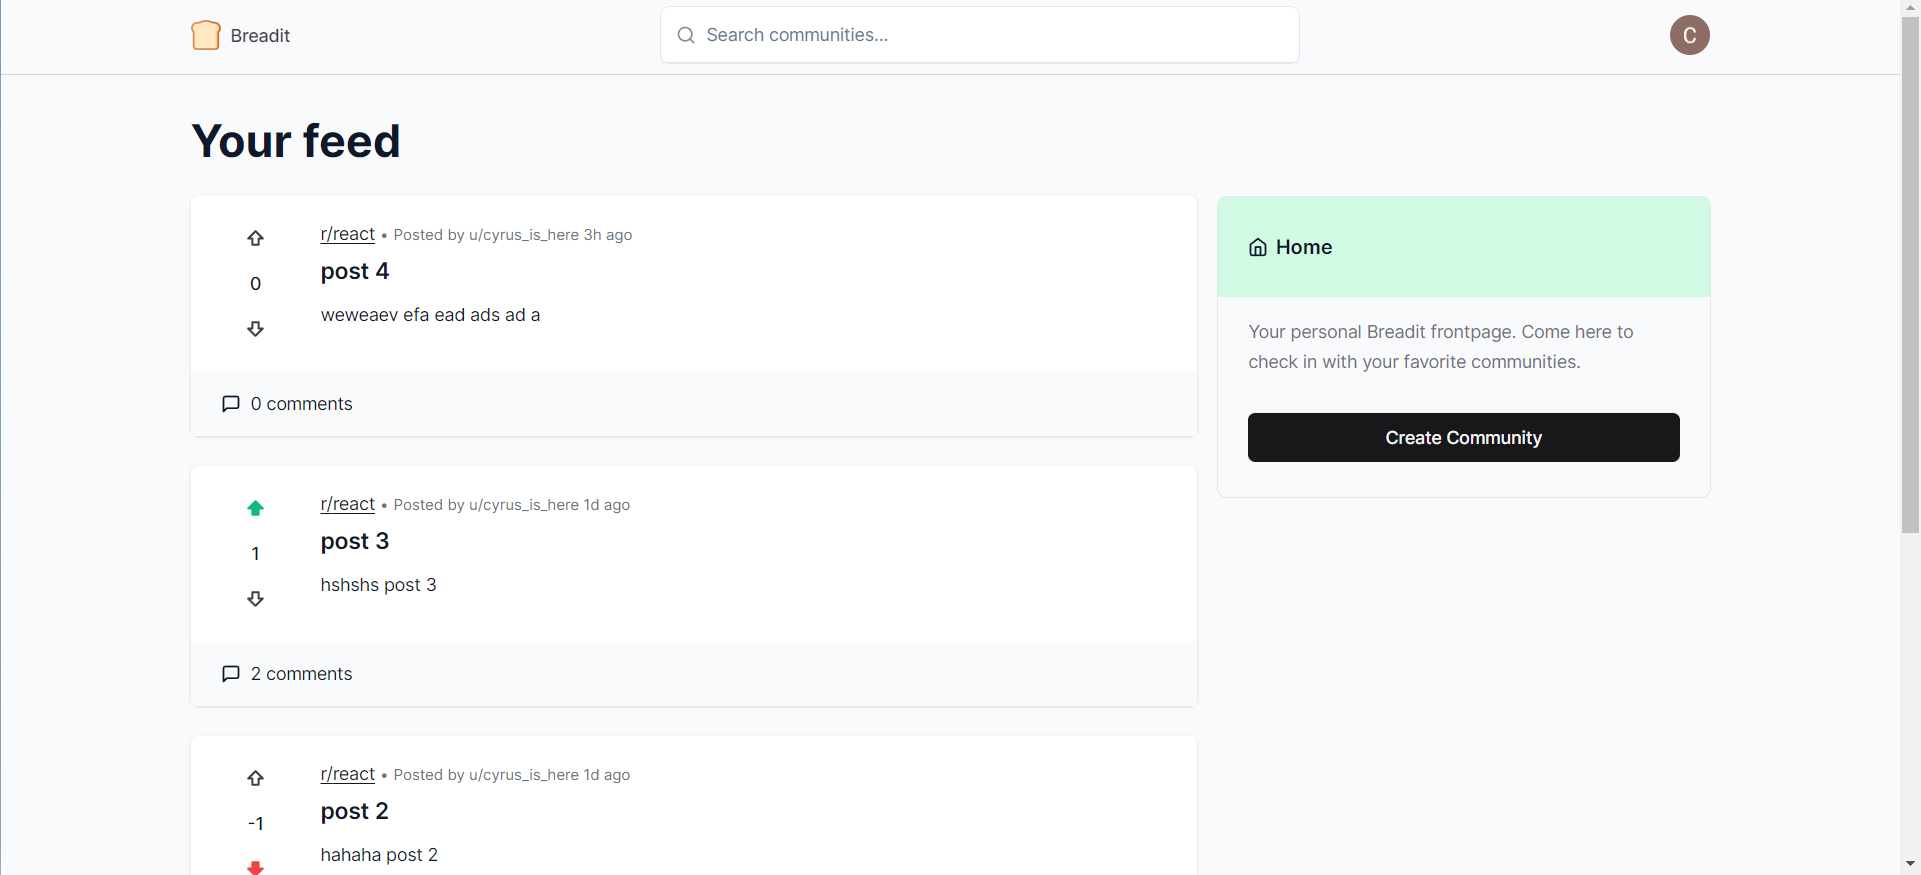 Breadit
Search communities...
C
Your feed
r/react • Posted by u/cyrus_is_here 3h ago
post 4
0
weweaev efa ead ads ad a
0 comments
r/react • Posted by u/cyrus_is_here 1d ago
post 3
1
hshshs post 3
2 comments
r/react • Posted by u/cyrus_is_here 1d ago
post 2
-1
hahaha post 2
Home
Your personal Breadit frontpage. Come here to
check in with your favorite communities.
Create Community